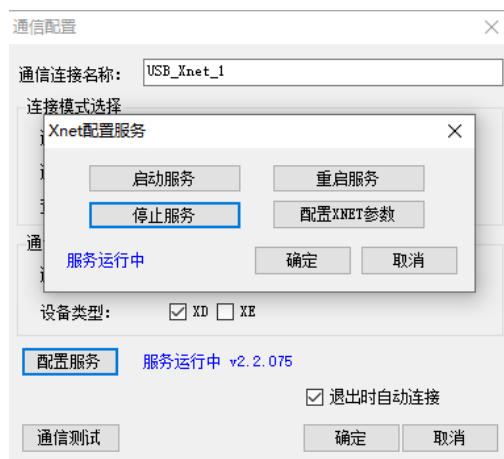 通信配置
通信连接名称: USB_Xnet_1
连接模式选择
Xnet配置服务
启动服务 重启服务
停止服务 配置XNET参数
服务运行中 确定 取消
设备类型: XD XE
配置服务 服务运行中 v2.2.075
退出时自动连接
通信测试 确定 取消